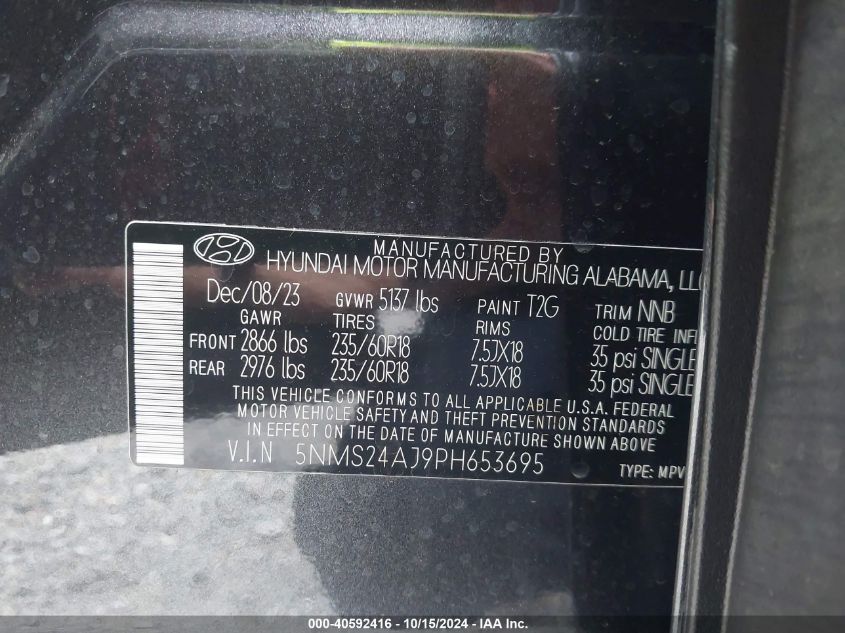 MANUFACTURED BY
HYUNDAI MOTOR MANUFACTURING ALABAMA, LLC
Dec/08/23 GVWR 5137 lbs PAINT T2G TRIM NNB
GAWR TIRES RIMS COLD TIRE INFL
FRONT 2866 lbs 235/60R18 7.5JX18 35 psi SINGLE
REAR 2976 lbs 235/60R18 7.5JX18 35 psi SINGLE
THIS VEHICLE CONFORMS TO ALL APPLICABLE U.S.A. FEDERAL
MOTOR VEHICLE SAFETY AND THEFT PREVENTION STANDARDS
IN EFFECT ON THE DATE OF MANUFACTURE SHOWN ABOVE
V.I.N 5NMS24AJ9PH653695 TYPE: MPV
000-40592416 - 10/15/2024 - IAA Inc.